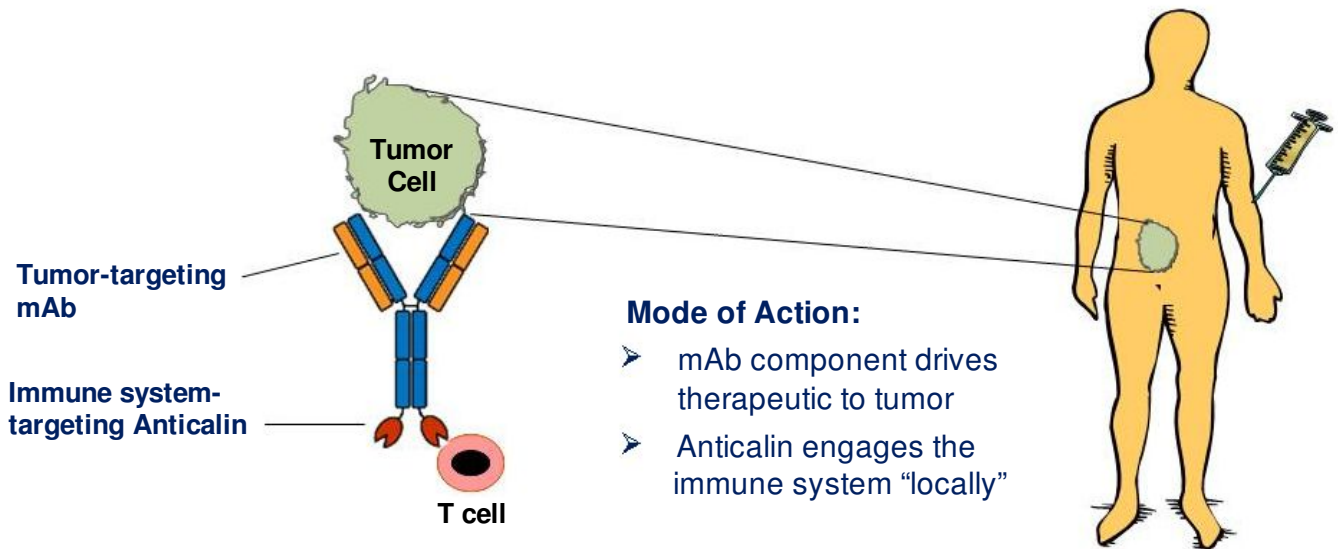 Tumor
Cell
Tumor-targeting
mAb
Immune system-
targeting Anticalin
T cell
Mode of Action:
➢ mAb component drives
therapeutic to tumor
➢ Anticalin engages the
immune system “locally”